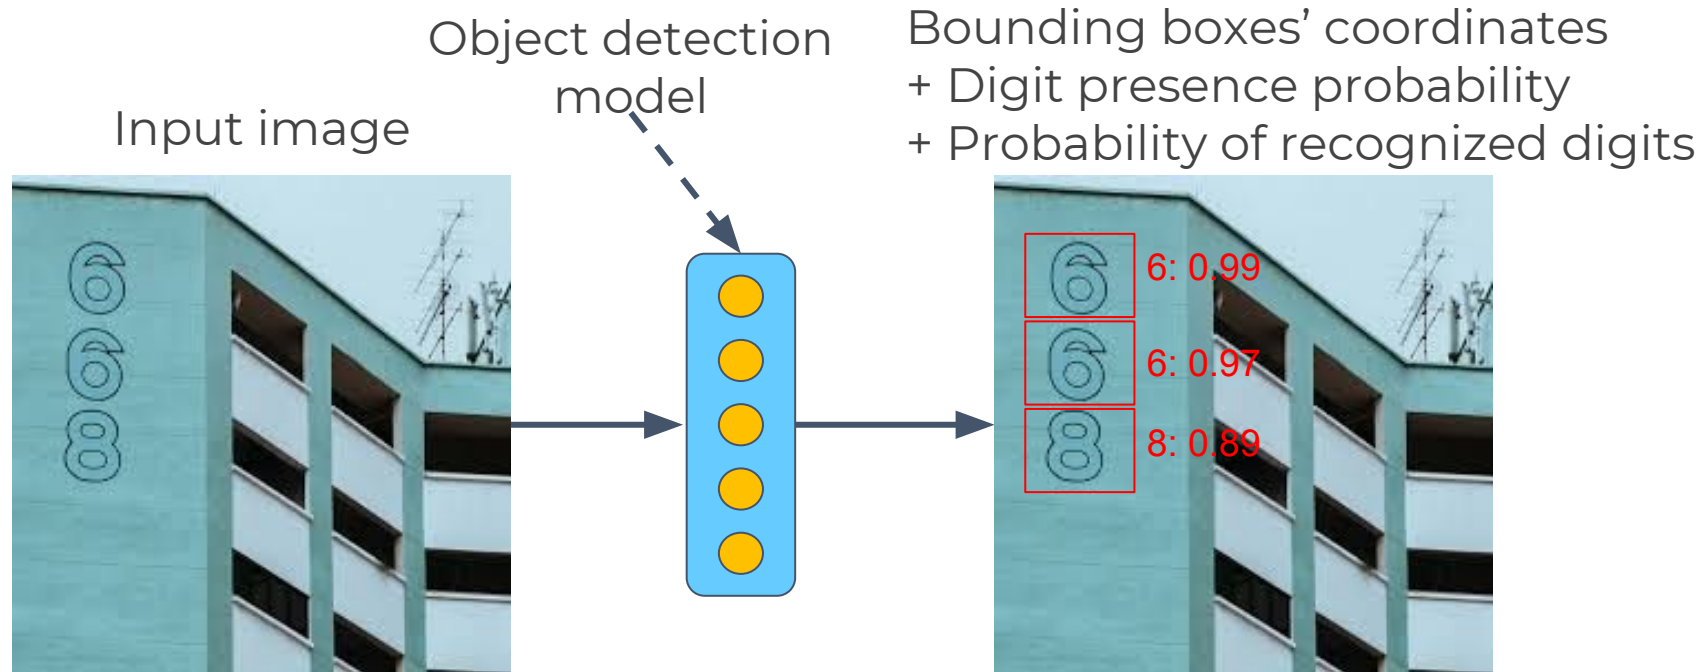 Input image
Object detection
model
Bounding boxes’ coordinates
+ Digit presence probability
+ Probability of recognized digits
6
6
8
6
6: 0.99
6
6: 0.97
8
8: 0.89